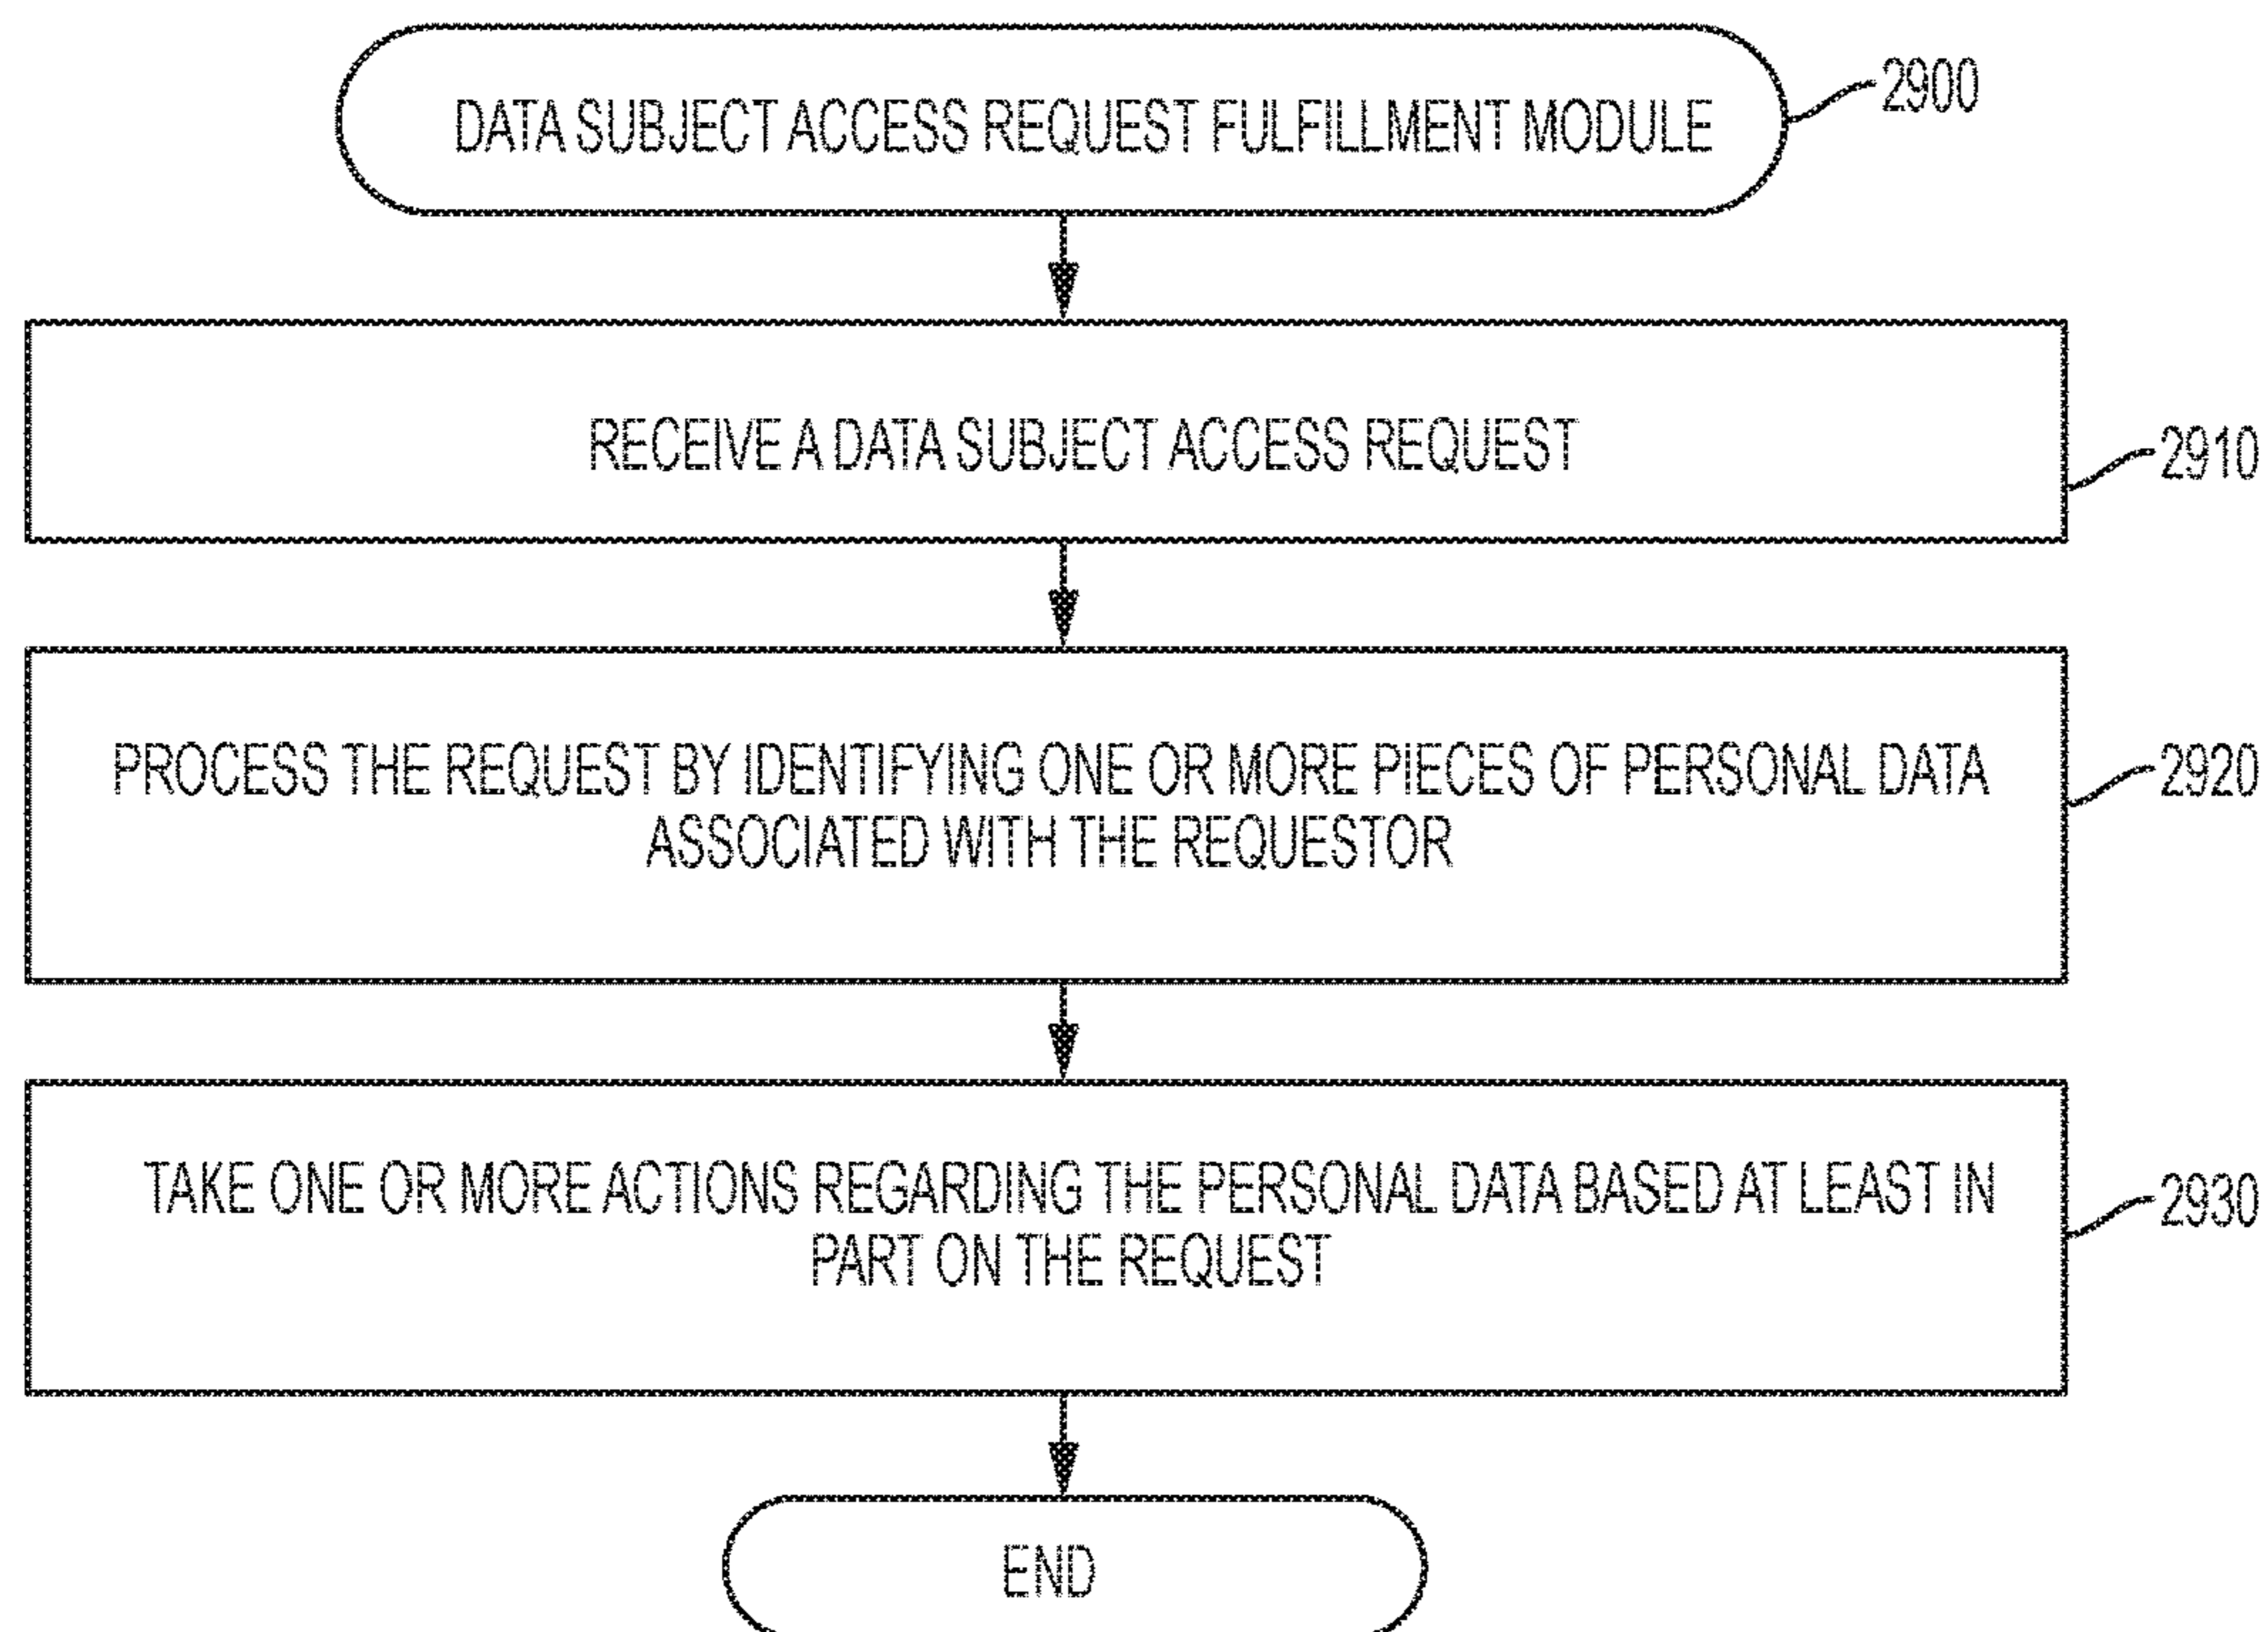 DATA SUBJECT ACCESS REQUEST FULFILLMENT MODULE
2900
RECEIVE A DATA SUBJECT ACCESS REQUEST
2910
PROCESS THE REQUEST BY IDENTIFYING ONE OR MORE PIECES OF PERSONAL DATA
ASSOCIATED WITH THE REQUESTOR
2920
TAKE ONE OR MORE ACTIONS REGARDING THE PERSONAL DATA BASED AT LEAST IN
PART ON THE REQUEST
2930
END